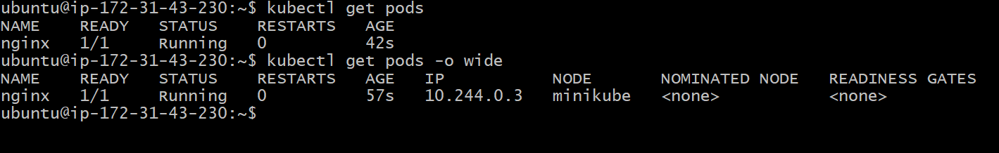 ubuntu@ip-172-31-43-230:~$ kubectl get pods
NAME    READY   STATUS    RESTARTS   AGE
nginx   1/1     Running   0          42s
ubuntu@ip-172-31-43-230:~$ kubectl get pods -o wide
NAME    READY   STATUS    RESTARTS   AGE   IP           NODE       NOMINATED NODE   READINESS GATES
nginx   1/1     Running   0          57s   10.244.0.3   minikube   <none>           <none>
ubuntu@ip-172-31-43-230:~$